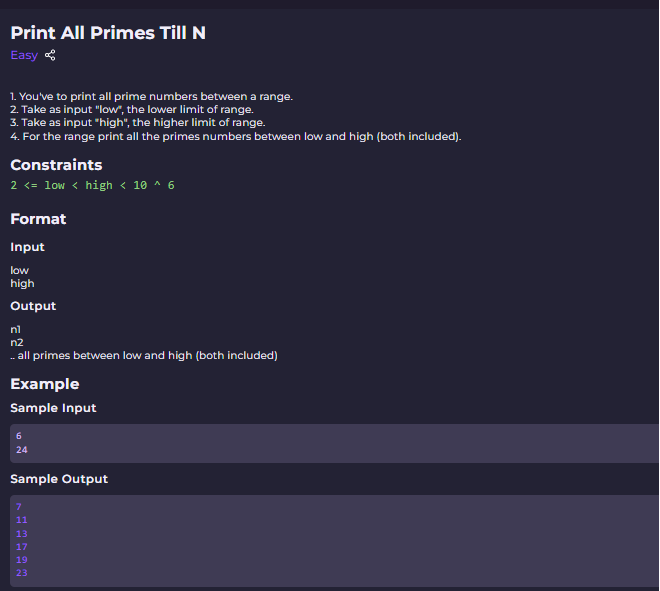 Print All Primes Till N
Easy
1. You've to print all prime numbers between a range.
2. Take as input "low", the lower limit of range.
3. Take as input "high", the higher limit of range.
4. For the range print all the primes numbers between low and high (both included).
Constraints
2 <= low < high < 10 ^ 6
Format
Input
low
high
Output
n1
n2
.. all primes between low and high (both included)
Example
Sample Input
6
24
Sample Output
7
11
13
17
19
23